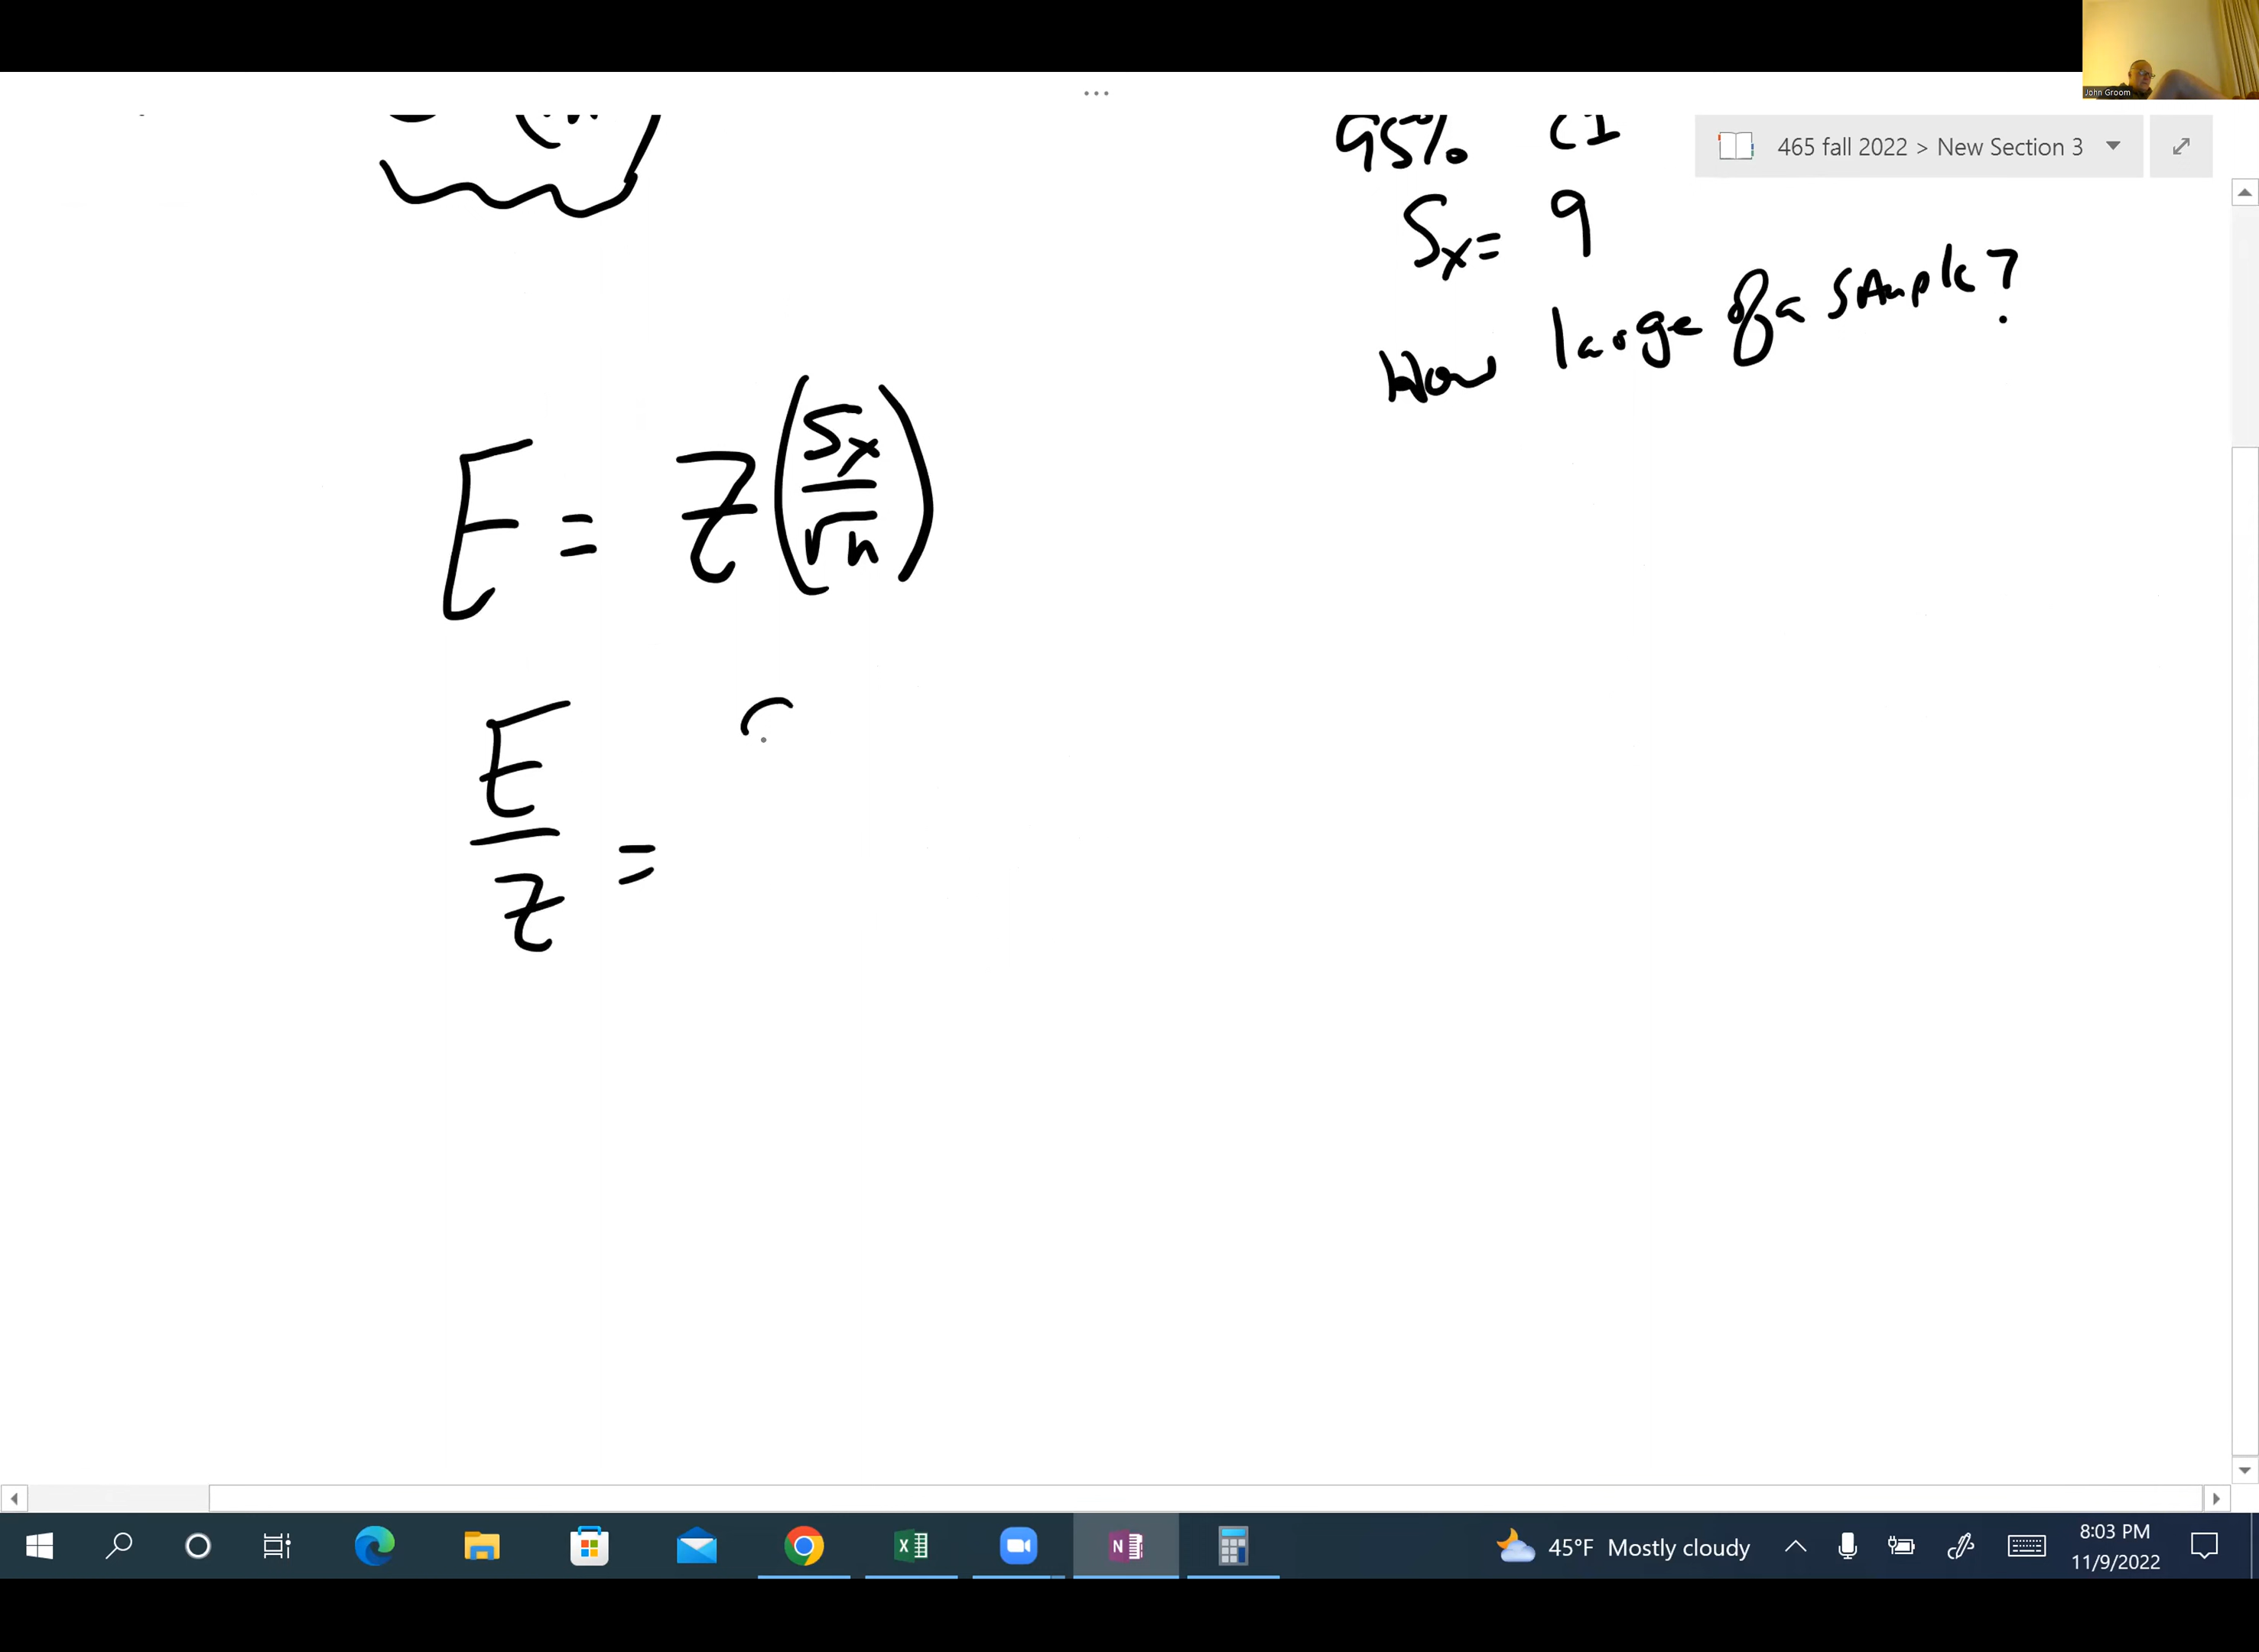 John Groom
95% CI
465 fall 2022 > New Section 3
Sx = 9
How large of a sample?
E = Z(Sx/√n)
E/Z =
45°F Mostly cloudy
8:03 PM
11/9/2022